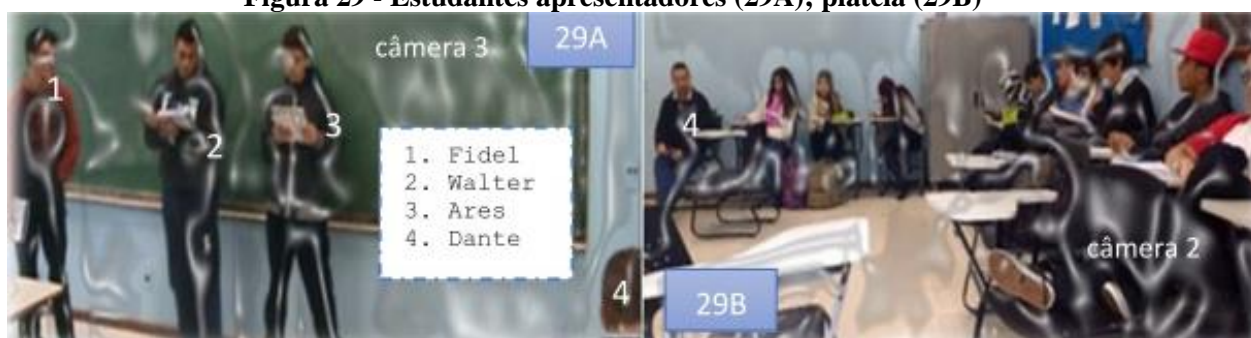 Figura 29 - Estudantes apresentadores (29A); plateia (29B)
câmera 3
29A
1
2
3
1. Fidel
2. Walter
3. Ares
4. Dante
4
4
câmera 2
29B